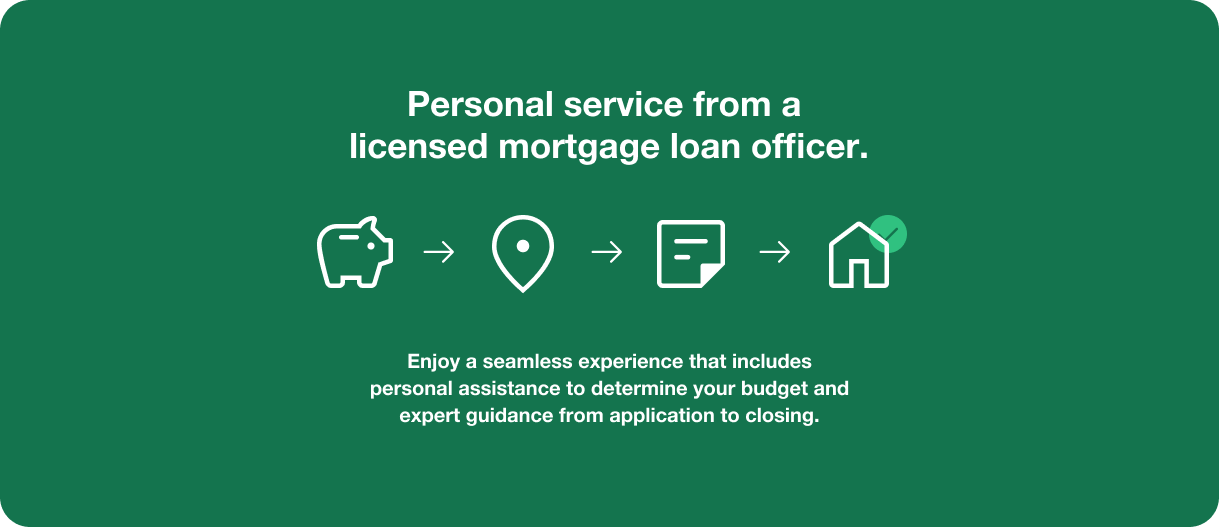 Personal service from a
licensed mortgage loan officer.
Enjoy a seamless experience that includes
personal assistance to determine your budget and
expert guidance from application to closing.